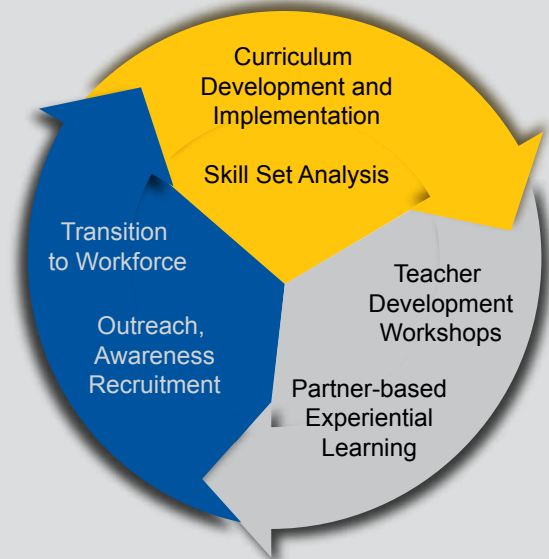 Curriculum
Development and
Implementation
Skill Set Analysis
Teacher
Development
Workshops
Partner-based
Experiential
Learning
Transition
to Workforce
Outreach,
Awareness
Recruitment